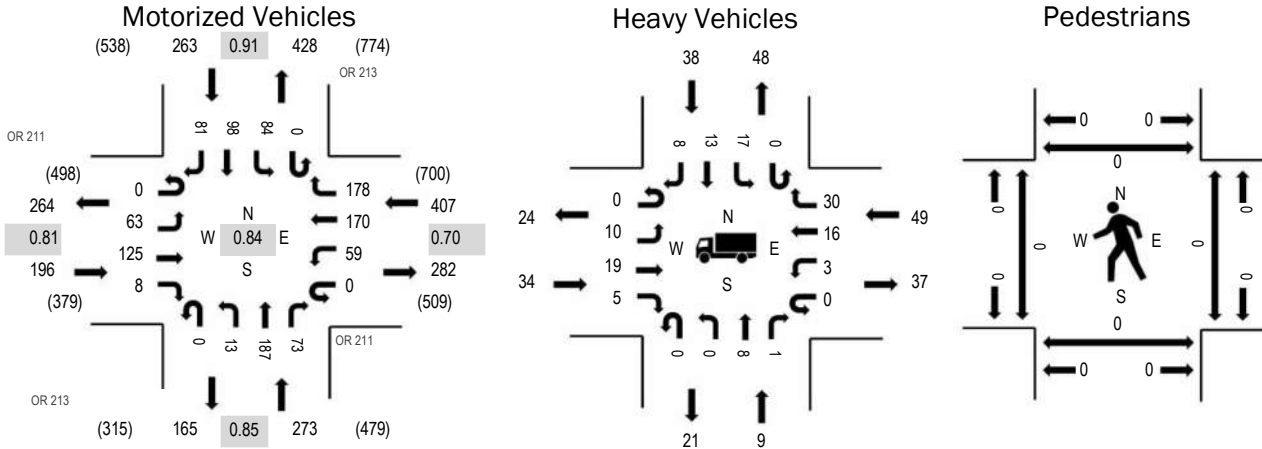 Motorized Vehicles
(538) 263 0.91 428 (774)
OR 213
OR 211
81 98 84 0
(498)
264
0.81
196
(379)
0
63
125
8
N
W 0.84 E
S
178
170
59
0
(700)
407
0.70
282
(509)
0 13 187 73
OR 211
OR 213
(315) 165 0.85 273 (479)
Heavy Vehicles
38 48
8 13 17 0
24
34
0
10
19
5
N
W E
S
30
16
3
0
49
37
0 0 8 1
21 9
Pedestrians
0 0
0
0 0 0 0
N
W E
S
0 0
0
0 0